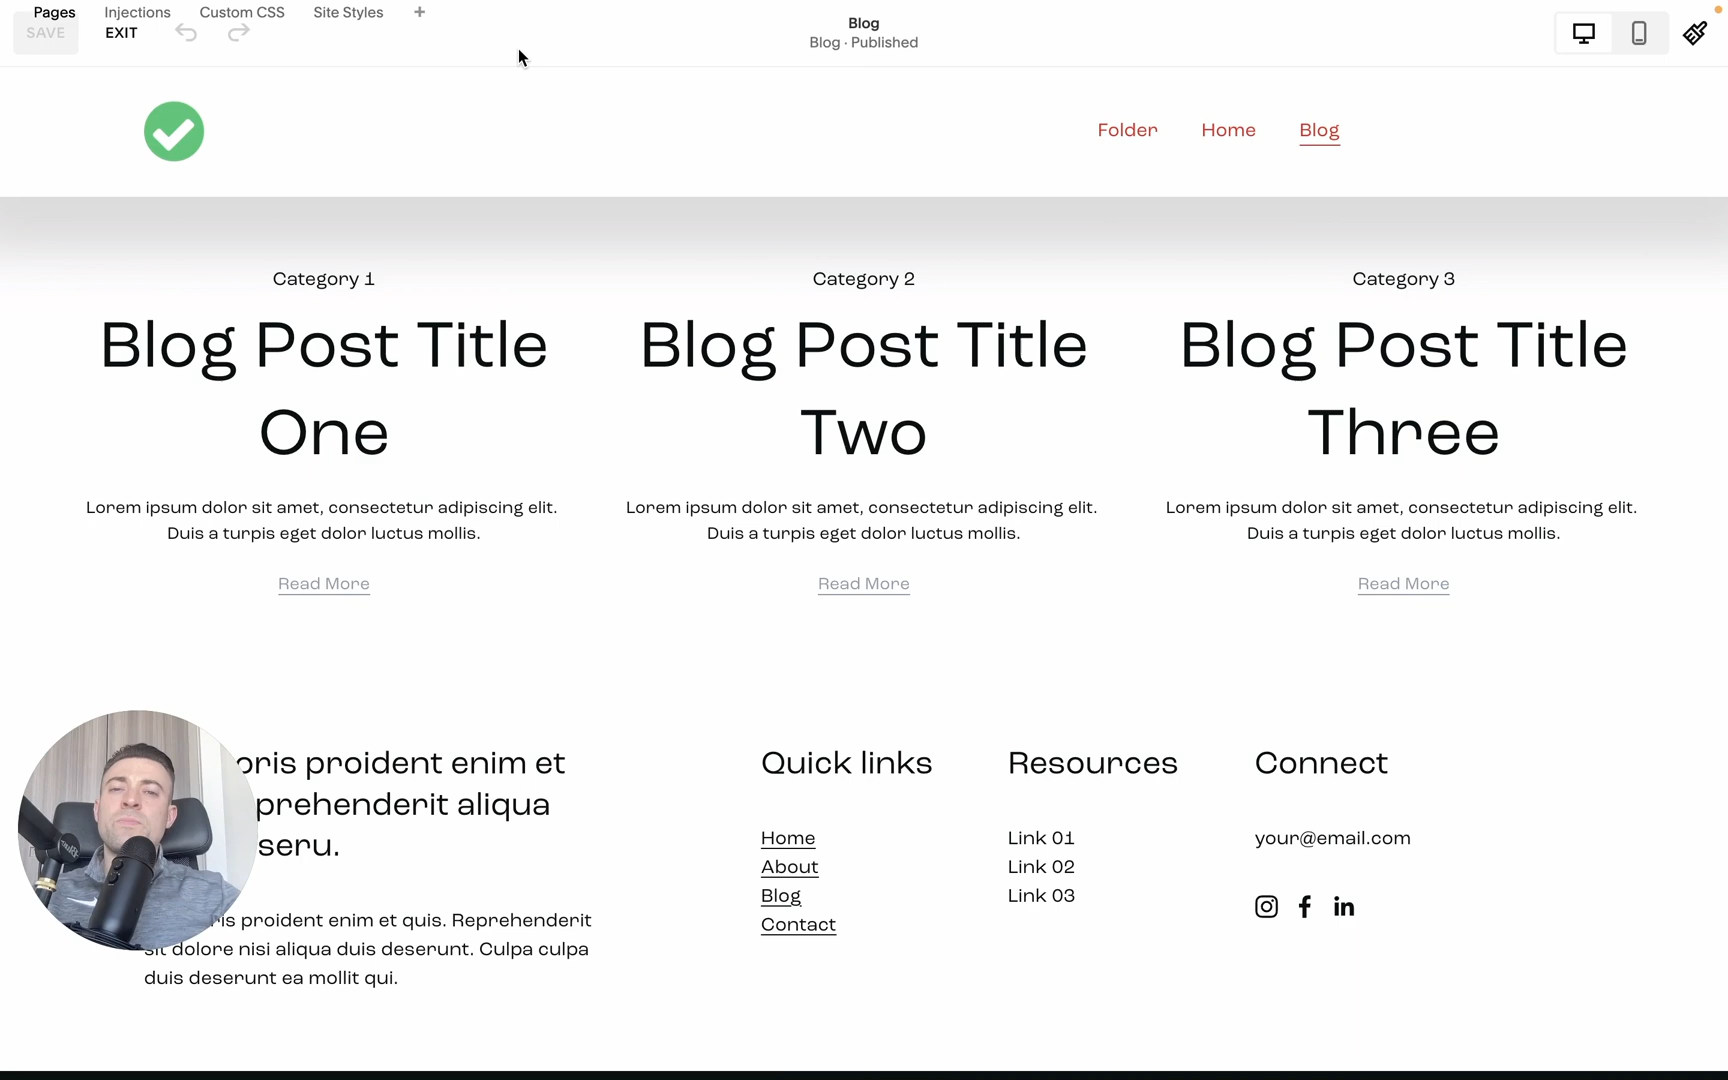 Pages Injections Custom CSS Site Styles +
SAVE EXIT
Blog
Blog · Published
Folder Home Blog
Category 1
Blog Post Title
One
Lorem ipsum dolor sit amet, consectetur adipiscing elit.
Duis a turpis eget dolor luctus mollis.
Read More
Category 2
Blog Post Title
Two
Lorem ipsum dolor sit amet, consectetur adipiscing elit.
Duis a turpis eget dolor luctus mollis.
Read More
Category 3
Blog Post Title
Three
Lorem ipsum dolor sit amet, consectetur adipiscing elit.
Duis a turpis eget dolor luctus mollis.
Read More
proident enim et
aliqua
proident enim et quis. Reprehenderit
sit dolore nisi aliqua duis deserunt. Culpa culpa
duis deserunt ea mollit qui.
Quick links
Home
About
Blog
Contact
Resources
Link 01
Link 02
Link 03
Connect
your@email.com